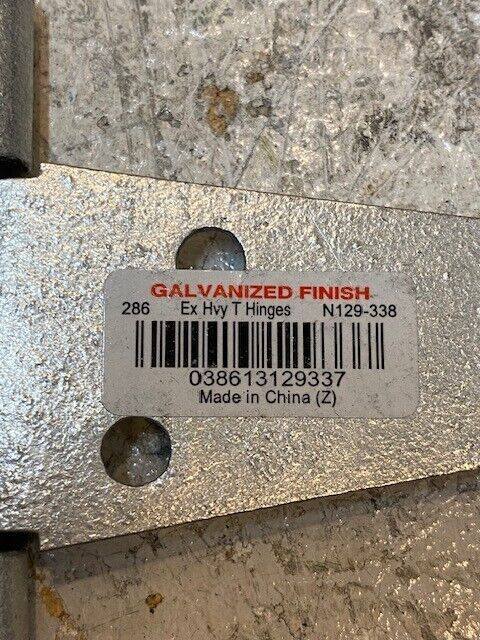 GALVANIZED FINISH
286 Ex Hvy T Hinges N129-338
038613129337
Made in China (Z)